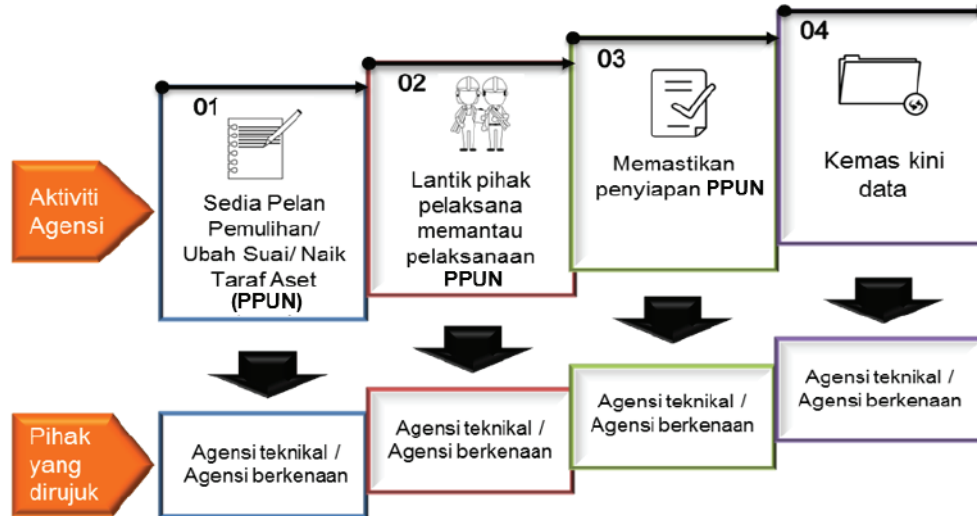 Aktiviti
Agensi
01
Sedia Pelan
Pemulihan/
Ubah Suai/ Naik
Taraf Aset
(PPUN)
02
Lantik pihak
pelaksana
memantau
pelaksanaan
PPUN
03
Memastikan
penyiapan PPUN
04
Kemas kini
data
Pihak
yang
dirujuk
Agensi teknikal /
Agensi berkenaan
Agensi teknikal /
Agensi berkenaan
Agensi teknikal /
Agensi berkenaan
Agensi teknikal /
Agensi berkenaan